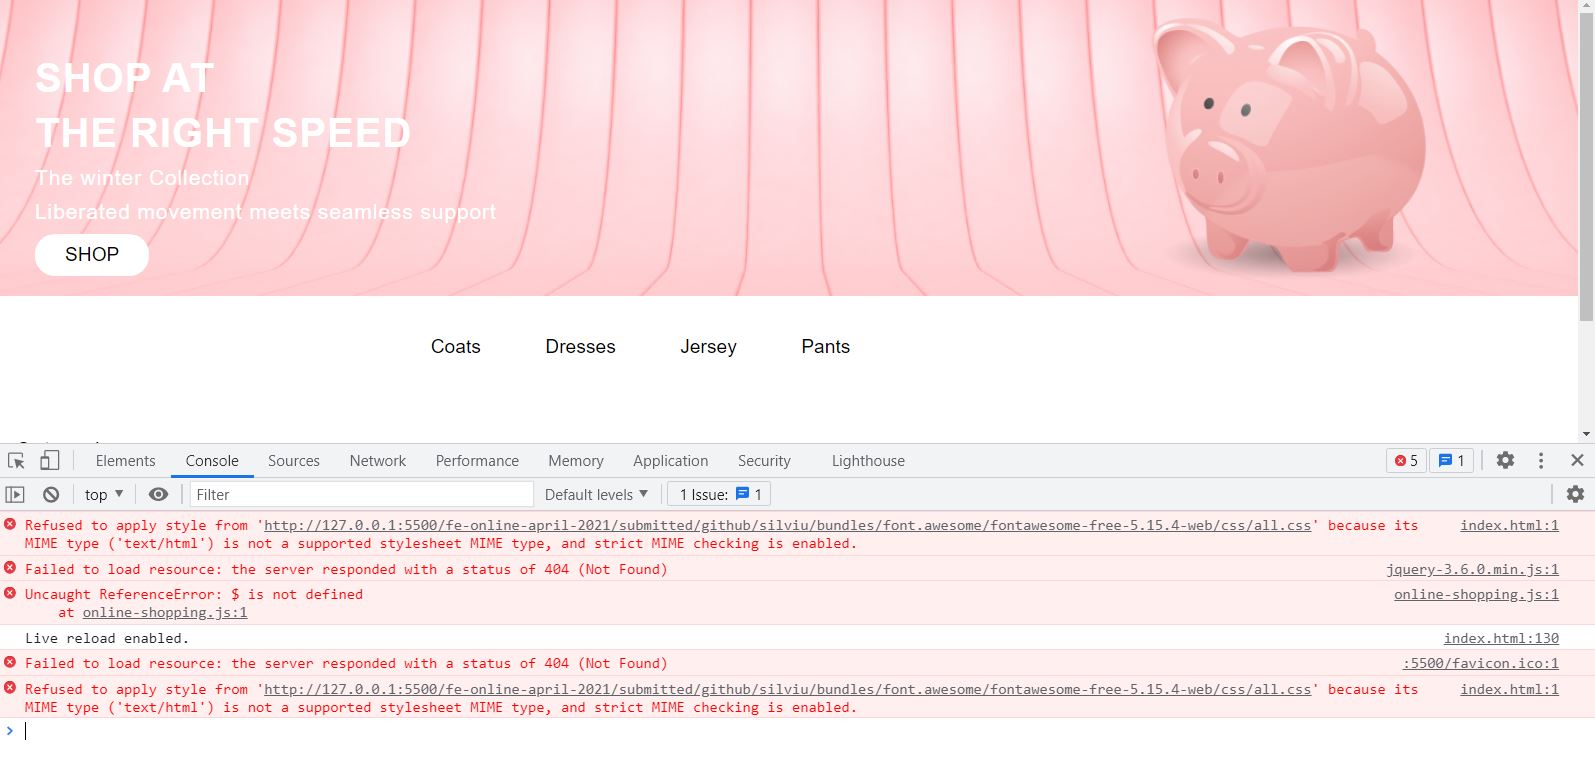 SHOP AT
THE RIGHT SPEED
The winter Collection
Liberated movement meets seamless support
SHOP
Coats Dresses Jersey Pants
Elements Console Sources Network Performance Memory Application Security Lighthouse 5 1
top Filter Default levels 1 Issue: 1
Refused to apply style from 'http://127.0.0.1:5500/fe-online-april-2021/submitted/github/silviu/bundles/font.awesome/fontawesome-free-5.15.4-web/css/all.css' because its index.html:1
MIME type ('text/html') is not a supported stylesheet MIME type, and strict MIME checking is enabled.
Failed to load resource: the server responded with a status of 404 (Not Found) jquery-3.6.0.min.js:1
Uncaught ReferenceError: $ is not defined online-shopping.js:1
at online-shopping.js:1
Live reload enabled. index.html:130
Failed to load resource: the server responded with a status of 404 (Not Found) :5500/favicon.ico:1
Refused to apply style from 'http://127.0.0.1:5500/fe-online-april-2021/submitted/github/silviu/bundles/font.awesome/fontawesome-free-5.15.4-web/css/all.css' because its index.html:1
MIME type ('text/html') is not a supported stylesheet MIME type, and strict MIME checking is enabled.